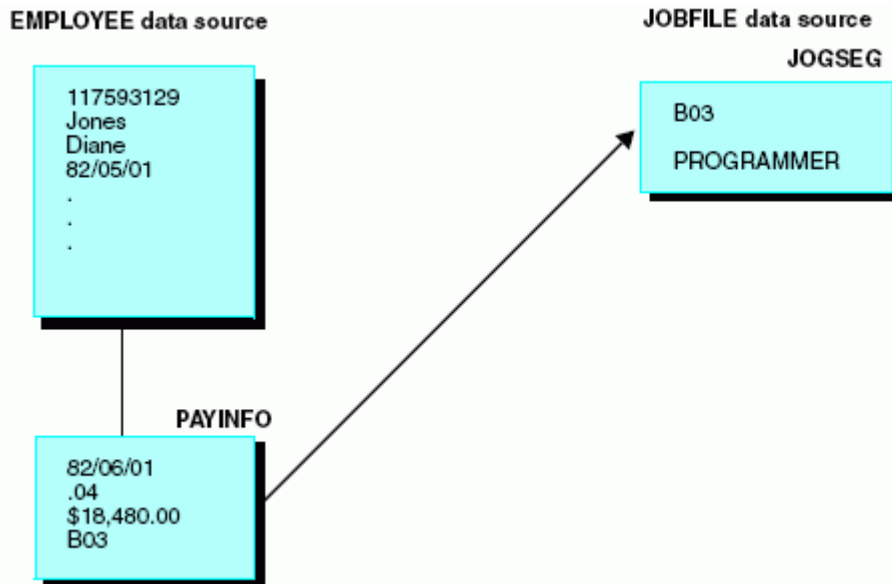 EMPLOYEE data source
117593129
Jones
Diane
82/05/01
.
.
.
PAYINFO
82/06/01
.04
$18,480.00
B03
JOBFILE data source
JOGSEG
B03
PROGRAMMER